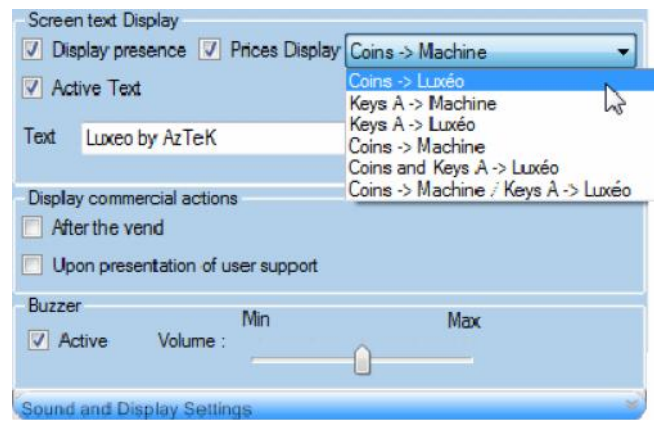 Screen text Display
Display presence Prices Display Coins -> Machine
Active Text
Coins -> Luxéo
Keys A -> Machine
Keys A -> Luxéo
Coins -> Machine
Coins and Keys A -> Luxéo
Coins -> Machine / Keys A -> Luxéo
Text Luxeo by AzTeK
Display commercial actions
After the vend
Upon presentation of user support
Buzzer
Min Max
Active Volume :
Sound and Display Settings